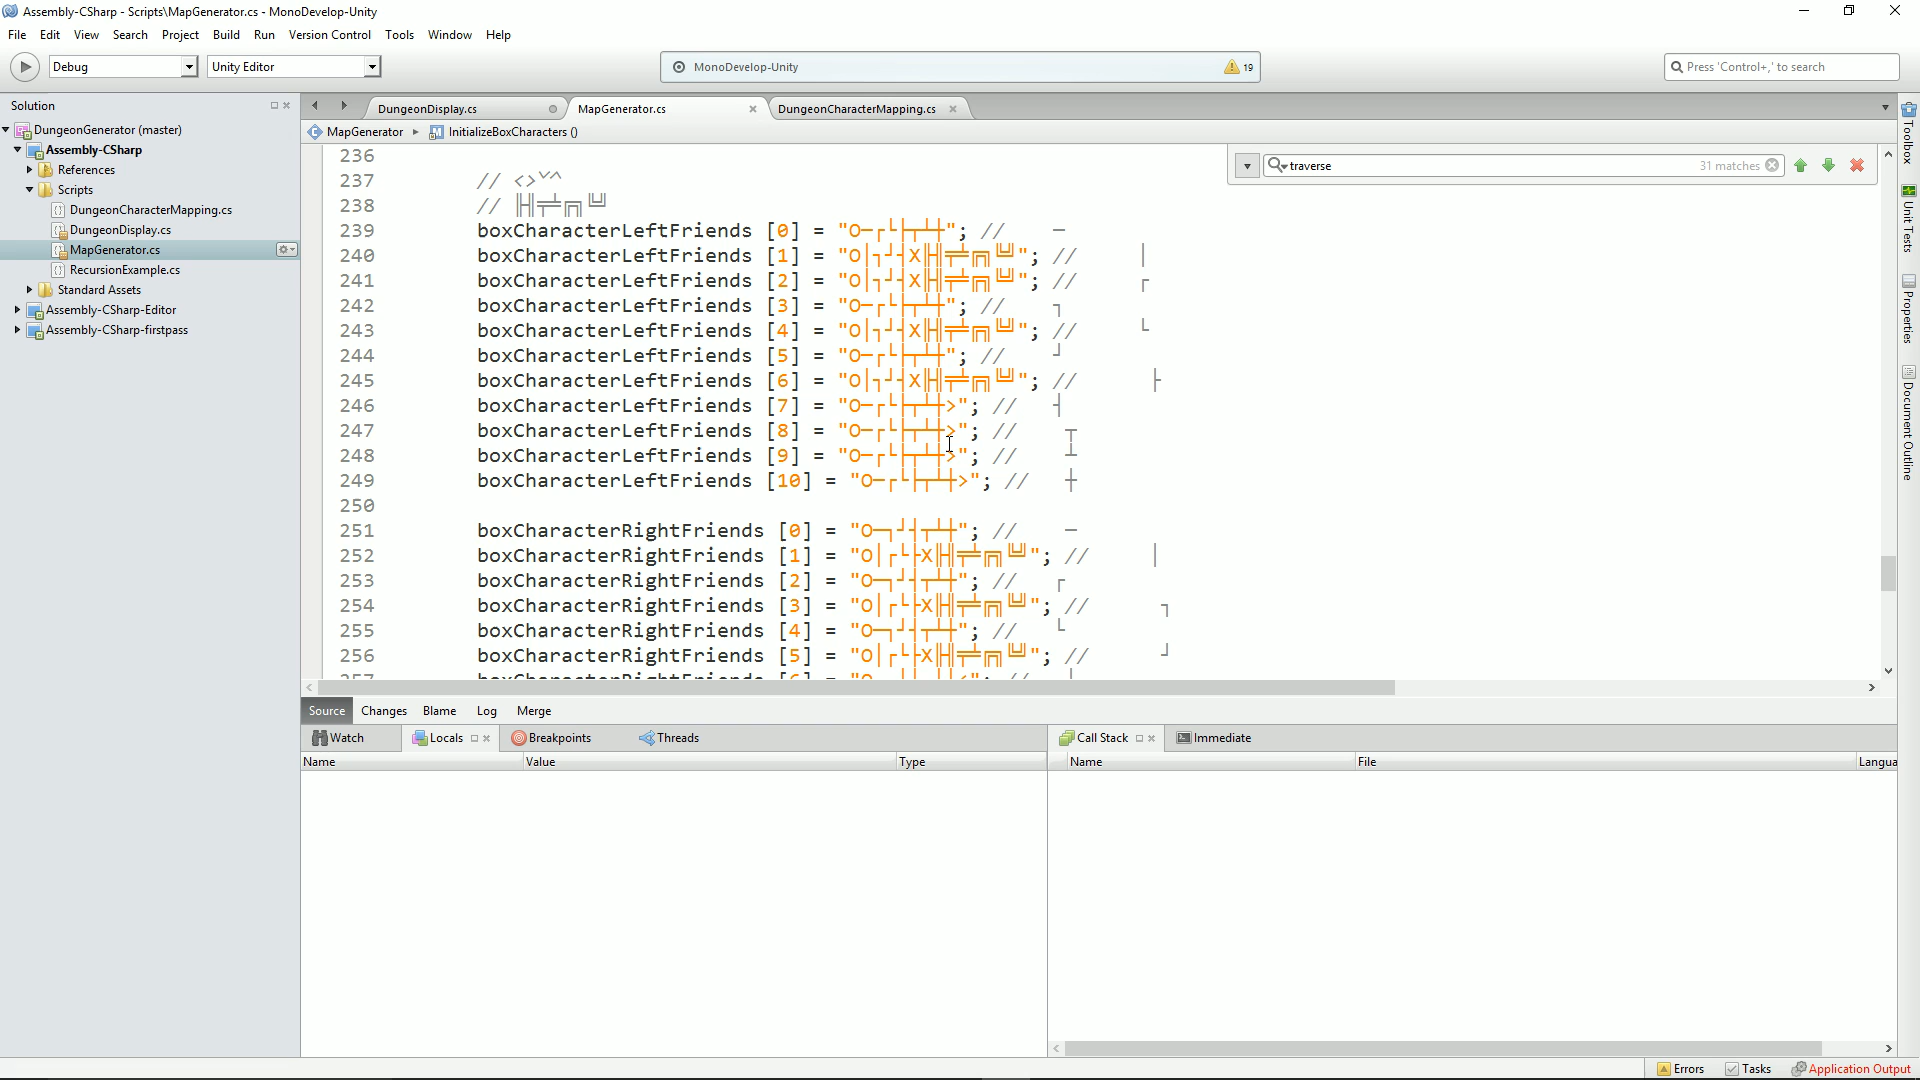 Assembly-CSharp - Scripts\MapGenerator.cs - MonoDevelop-Unity
File Edit View Search Project Build Run Version Control Tools Window Help
Debug Unity Editor MonoDevelop-Unity 19 Press 'Control+,' to search
Solution
DungeonDisplay.cs MapGenerator.cs DungeonCharacterMapping.cs
DungeonGenerator (master)
Assembly-CSharp
References
Scripts
DungeonCharacterMapping.cs
DungeonDisplay.cs
MapGenerator.cs
RecursionExample.cs
Standard Assets
Assembly-CSharp-Editor
Assembly-CSharp-firstpass
MapGenerator InitializeBoxCharacters ()
traverse 31 matches
236
237 // <>˅˄
238 // ╟╢╤╧╔╗╚╝
239 boxCharacterLeftFriends [0] = "O─┌└├┬┴┼"; // ─
240 boxCharacterLeftFriends [1] = "O│┐┘┤X╟╢╤╧╔╗╚╝"; // │
241 boxCharacterLeftFriends [2] = "O│┐┘┤X╟╢╤╧╔╗╚╝"; // ┌
242 boxCharacterLeftFriends [3] = "O─┌└├┬┴┼"; // ┐
243 boxCharacterLeftFriends [4] = "O│┐┘┤X╟╢╤╧╔╗╚╝"; // └
244 boxCharacterLeftFriends [5] = "O─┌└├┬┴┼"; // ┘
245 boxCharacterLeftFriends [6] = "O│┐┘┤X╟╢╤╧╔╗╚╝"; // ├
246 boxCharacterLeftFriends [7] = "O─┌└├┬┴┼>"; // ┤
247 boxCharacterLeftFriends [8] = "O─┌└├┬┴┼>"; // ┬
248 boxCharacterLeftFriends [9] = "O─┌└├┬┴┼>"; // ┴
249 boxCharacterLeftFriends [10] = "O─┌└├┬┴┼>"; // ┼
250
251 boxCharacterRightFriends [0] = "O─┐┘┤┬┴┼"; // ─
252 boxCharacterRightFriends [1] = "O│┌└├X╟╢╤╧╔╗╚╝"; // │
253 boxCharacterRightFriends [2] = "O─┐┘┤┬┴┼"; // ┌
254 boxCharacterRightFriends [3] = "O│┌└├X╟╢╤╧╔╗╚╝"; // ┐
255 boxCharacterRightFriends [4] = "O─┐┘┤┬┴┼"; // └
256 boxCharacterRightFriends [5] = "O│┌└├X╟╢╤╧╔╗╚╝"; // ┘
Toolbox
Unit Tests
Properties
Document Outline
Source Changes Blame Log Merge
Watch Locals Breakpoints Threads
Name Value Type
Call Stack Immediate
Name File Langua
Errors Tasks Application Output